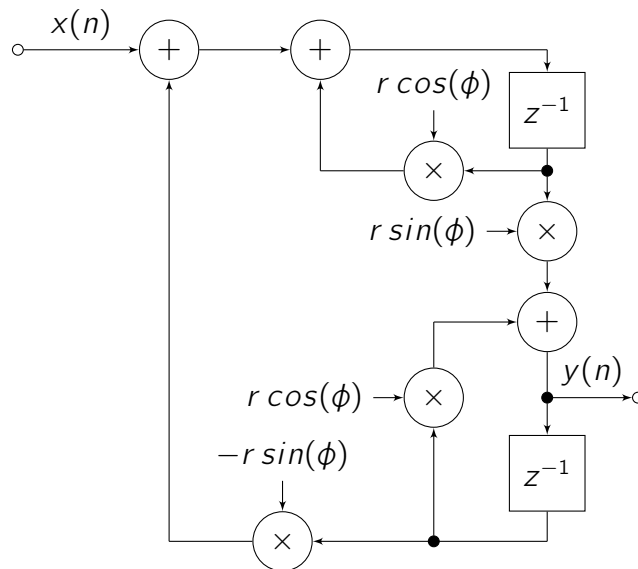 x(n)
+
+
r cos(ϕ)
z⁻¹
×
r sin(ϕ)
×
+
y(n)
r cos(ϕ)
×
−r sin(ϕ)
z⁻¹
×